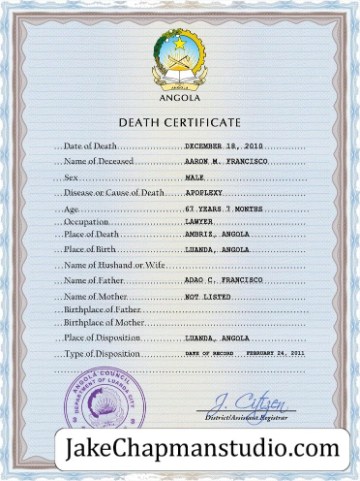 ANGOLA
DEATH CERTIFICATE
Date of Death DECEMBER 18, 2010
Name of Deceased AARON M. FRANCISCO
Sex MALE
Disease or Cause of Death APOPLEXY
Age 67 YEARS 7 MONTHS
Occupation LAWYER
Place of Death AMBRIZ, ANGOLA
Place of Birth LUANDA, ANGOLA
Name of Husband or Wife
Name of Father ADAO C. FRANCISCO
Name of Mother NOT LISTED
Birthplace of Father
Birthplace of Mother
Place of Disposition LUANDA, ANGOLA
Type of Disposition DATE OF RECORD FEBRUARY 24, 2011
ANGOLA COUNCIL
DEPARTMENT OF LUANDA CITY
J. Cytzen
District/Assistant Registrar
JakeChapmanstudio.com